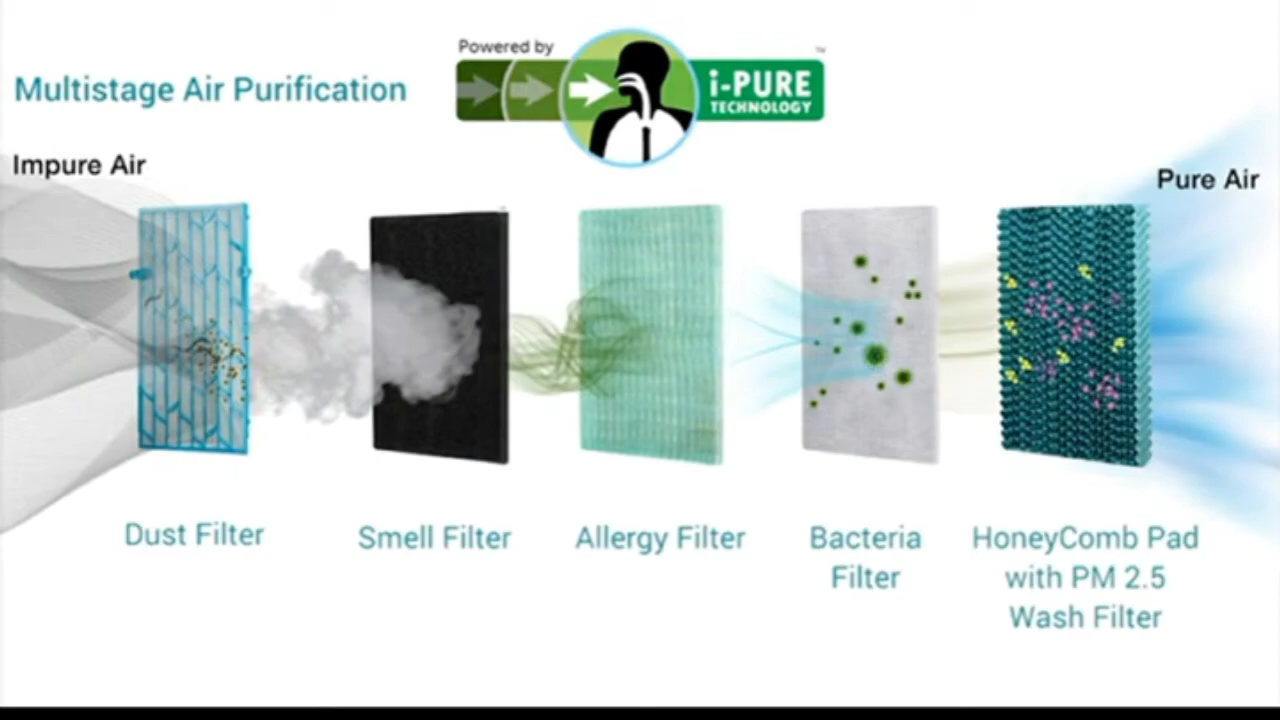 Powered by
Multistage Air Purification
i-PURE
TECHNOLOGY
TM
Impure Air
Pure Air
Dust Filter
Smell Filter
Allergy Filter
Bacteria
Filter
HoneyComb Pad
with PM 2.5
Wash Filter